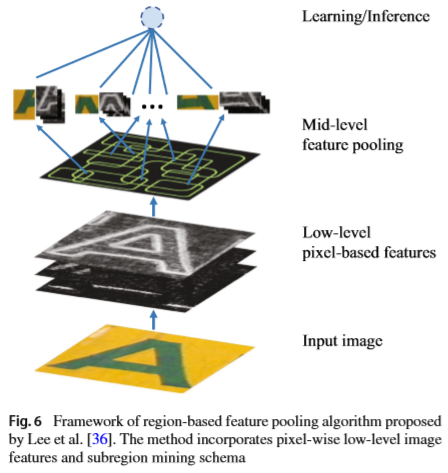 Learning/Inference
Mid-level
feature pooling
Low-level
pixel-based features
Input image
Fig. 6 Framework of region-based feature pooling algorithm proposed
by Lee et al. [36]. The method incorporates pixel-wise low-level image
features and subregion mining schema